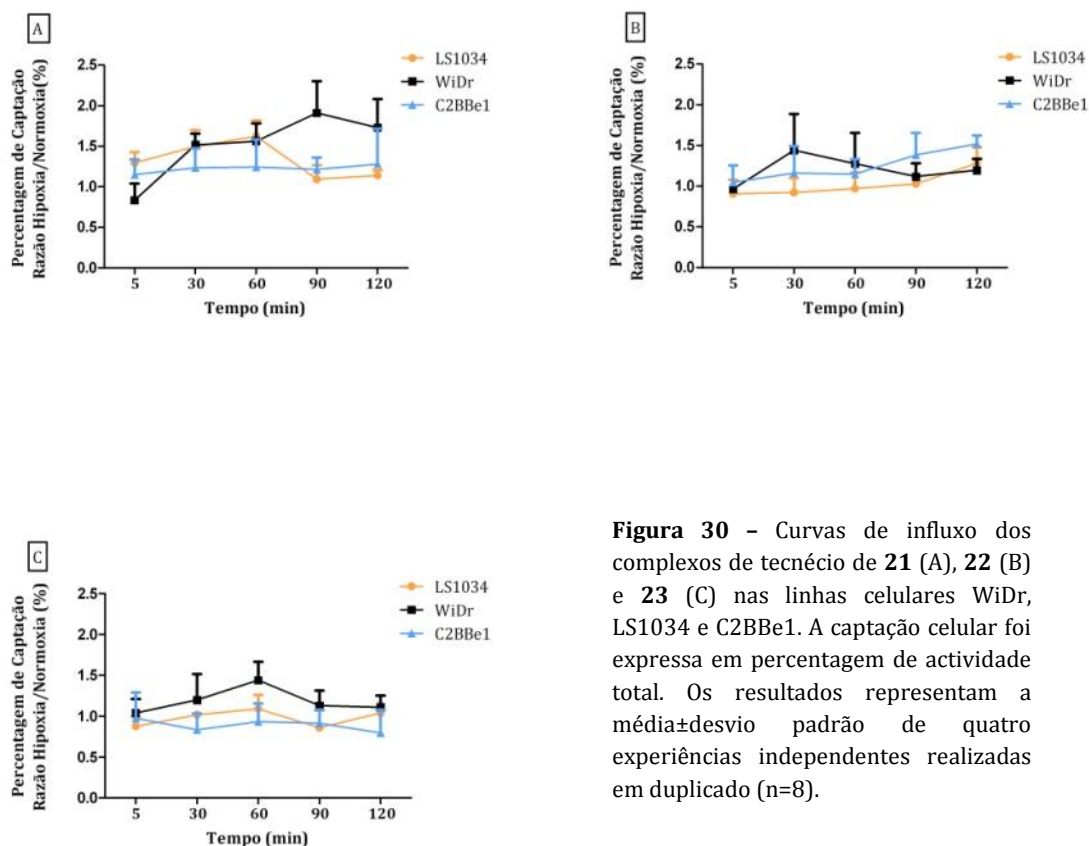 A
Percentagem de Captação
Razão Hipoxia/Normoxia(%)
2.5
2.0
1.5
1.0
0.5
0.0
5 30 60 90 120
Tempo (min)
LS1034
WiDr
C2BBe1
B
Percentagem de Captação
Razão Hipoxia/Normoxia (%)
2.5
2.0
1.5
1.0
0.5
0.0
5 30 60 90 120
Tempo (min)
LS1034
WiDr
C2BBe1
C
Percentagem de Captação
Razão Hipoxia/Normoxia (%)
2.5
2.0
1.5
1.0
0.5
0.0
5 30 60 90 120
Tempo (min)
LS1034
WiDr
C2BBe1
Figura 30 – Curvas de influxo dos
complexos de tecnécio de 21 (A), 22 (B)
e 23 (C) nas linhas celulares WiDr,
LS1034 e C2BBe1. A captação celular foi
expressa em percentagem de actividade
total. Os resultados representam a
média±desvio padrão de quatro
experiências independentes realizadas
em duplicado (n=8).